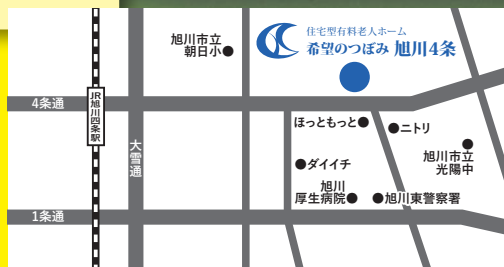 旭川市立
朝日小
住宅型有料老人ホーム
希望のつぼみ 旭川4条
4条通
JR旭川四条駅
大雪通
ほっともっと
ニトリ
ダイイチ
旭川市立
光陽中
旭川
厚生病院
旭川東警察署
1条通